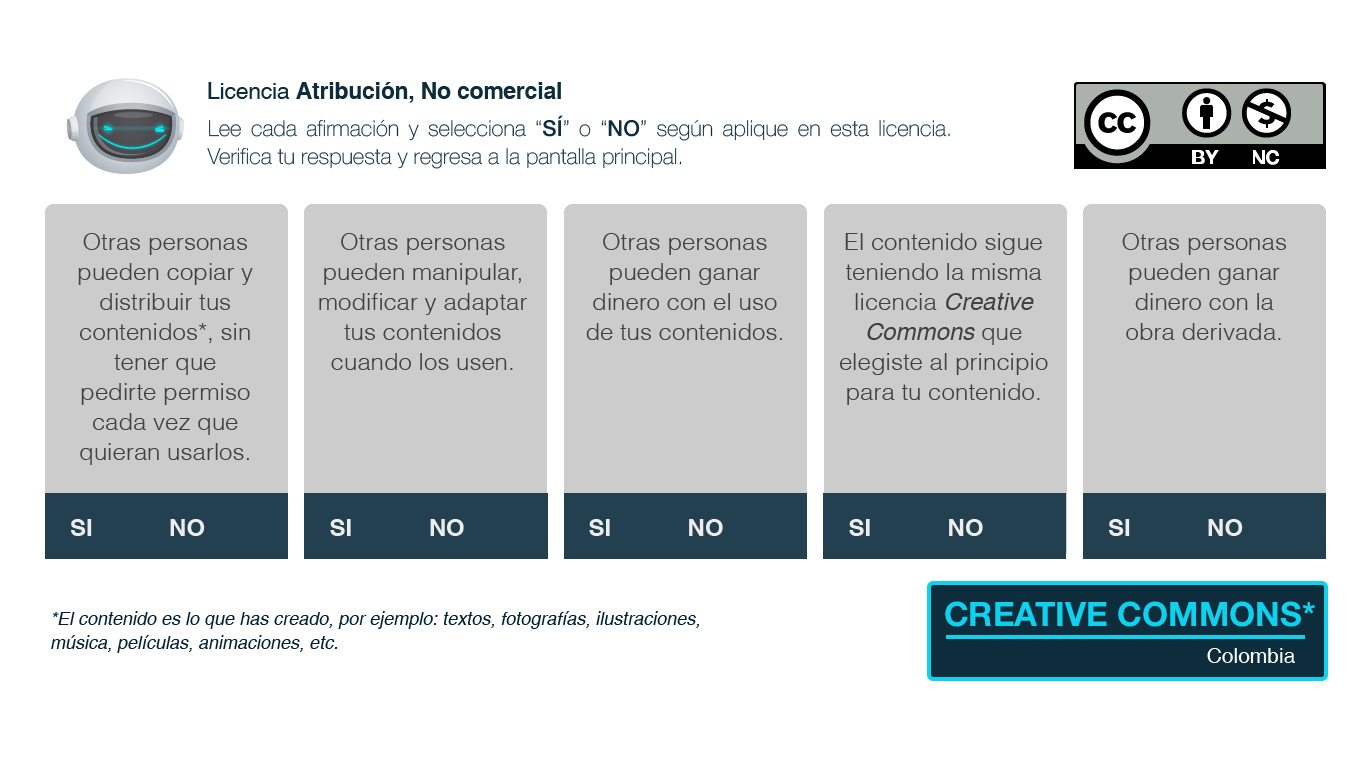 Licencia Atribución, No comercial
Lee cada afirmación y selecciona “SÍ” o “NO” según aplique en esta licencia.
Verifica tu respuesta y regresa a la pantalla principal.
CC
BY NC
Otras personas
pueden copiar y
distribuir tus
contenidos*, sin
tener que
pedirte permiso
cada vez que
quieran usarlos.
SI NO
Otras personas
pueden manipular,
modificar y adaptar
tus contenidos
cuando los usen.
SI NO
Otras personas
pueden ganar
dinero con el uso
de tus contenidos.
SI NO
El contenido sigue
teniendo la misma
licencia Creative
Commons que
elegiste al principio
para tu contenido.
SI NO
Otras personas
pueden ganar
dinero con la
obra derivada.
SI NO
*El contenido es lo que has creado, por ejemplo: textos, fotografías, ilustraciones,
música, películas, animaciones, etc.
CREATIVE COMMONS*
Colombia